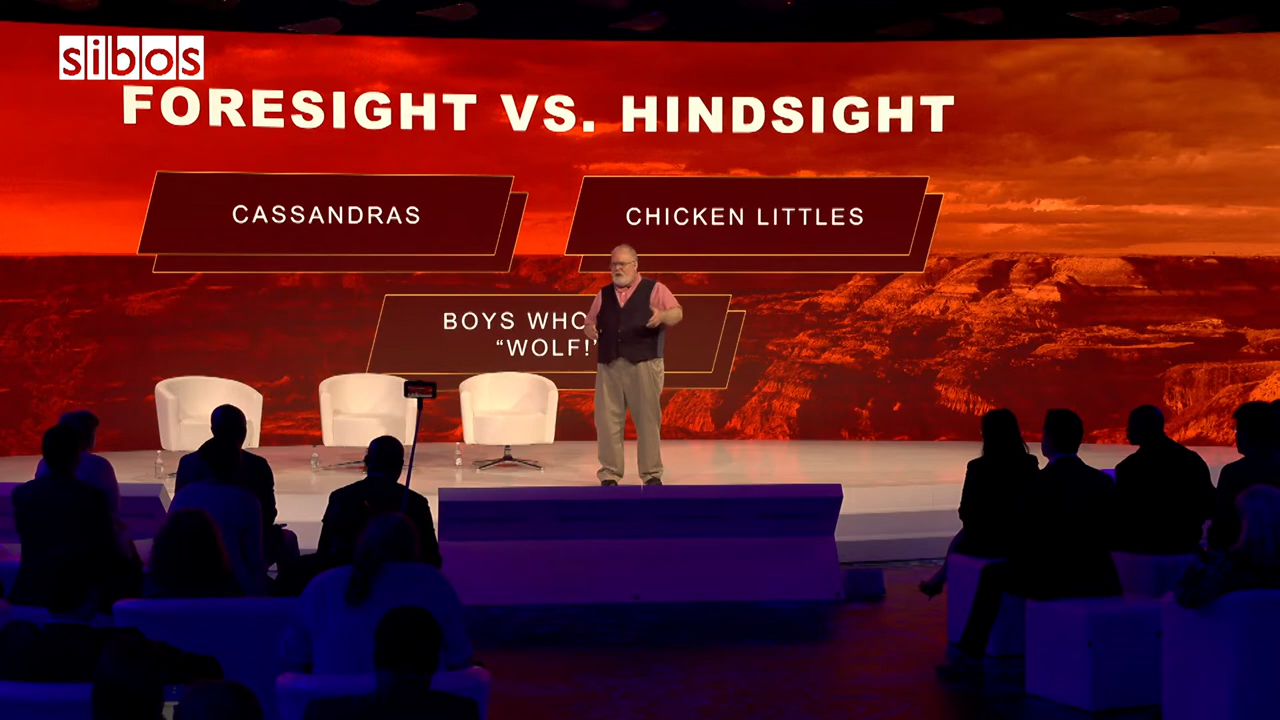 sibos
FORESIGHT VS. HINDSIGHT
CASSANDRAS
CHICKEN LITTLES
BOYS WHO
“WOLF!”